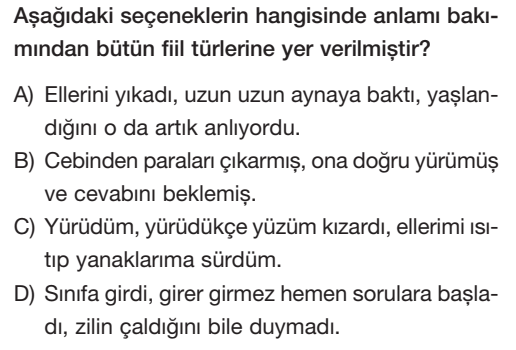 Aşağıdaki seçeneklerin hangisinde anlamı bakı-
mından bütün fiil türlerine yer verilmiştir?
A) Ellerini yıkadı, uzun uzun aynaya baktı, yaşlan-
dığını o da artık anlıyordu.
B) Cebinden paraları çıkarmış, ona doğru yürümüş
ve cevabını beklemiş.
C) Yürüdüm, yürüdükçe yüzüm kızardı, ellerimi ısı-
tıp yanaklarıma sürdüm.
D) Sınıfa girdi, girer girmez hemen sorulara başla-
dı, zilin çaldığını bile duymadı.